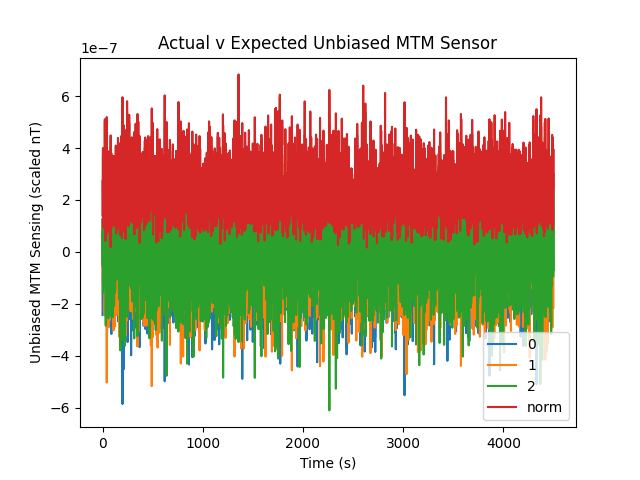 Actual v Expected Unbiased MTM Sensor
1e−7
6
4
2
0
−2
−4
−6
Unbiased MTM Sensing (scaled nT)
0
1
2
norm
0 1000 2000 3000 4000
Time (s)